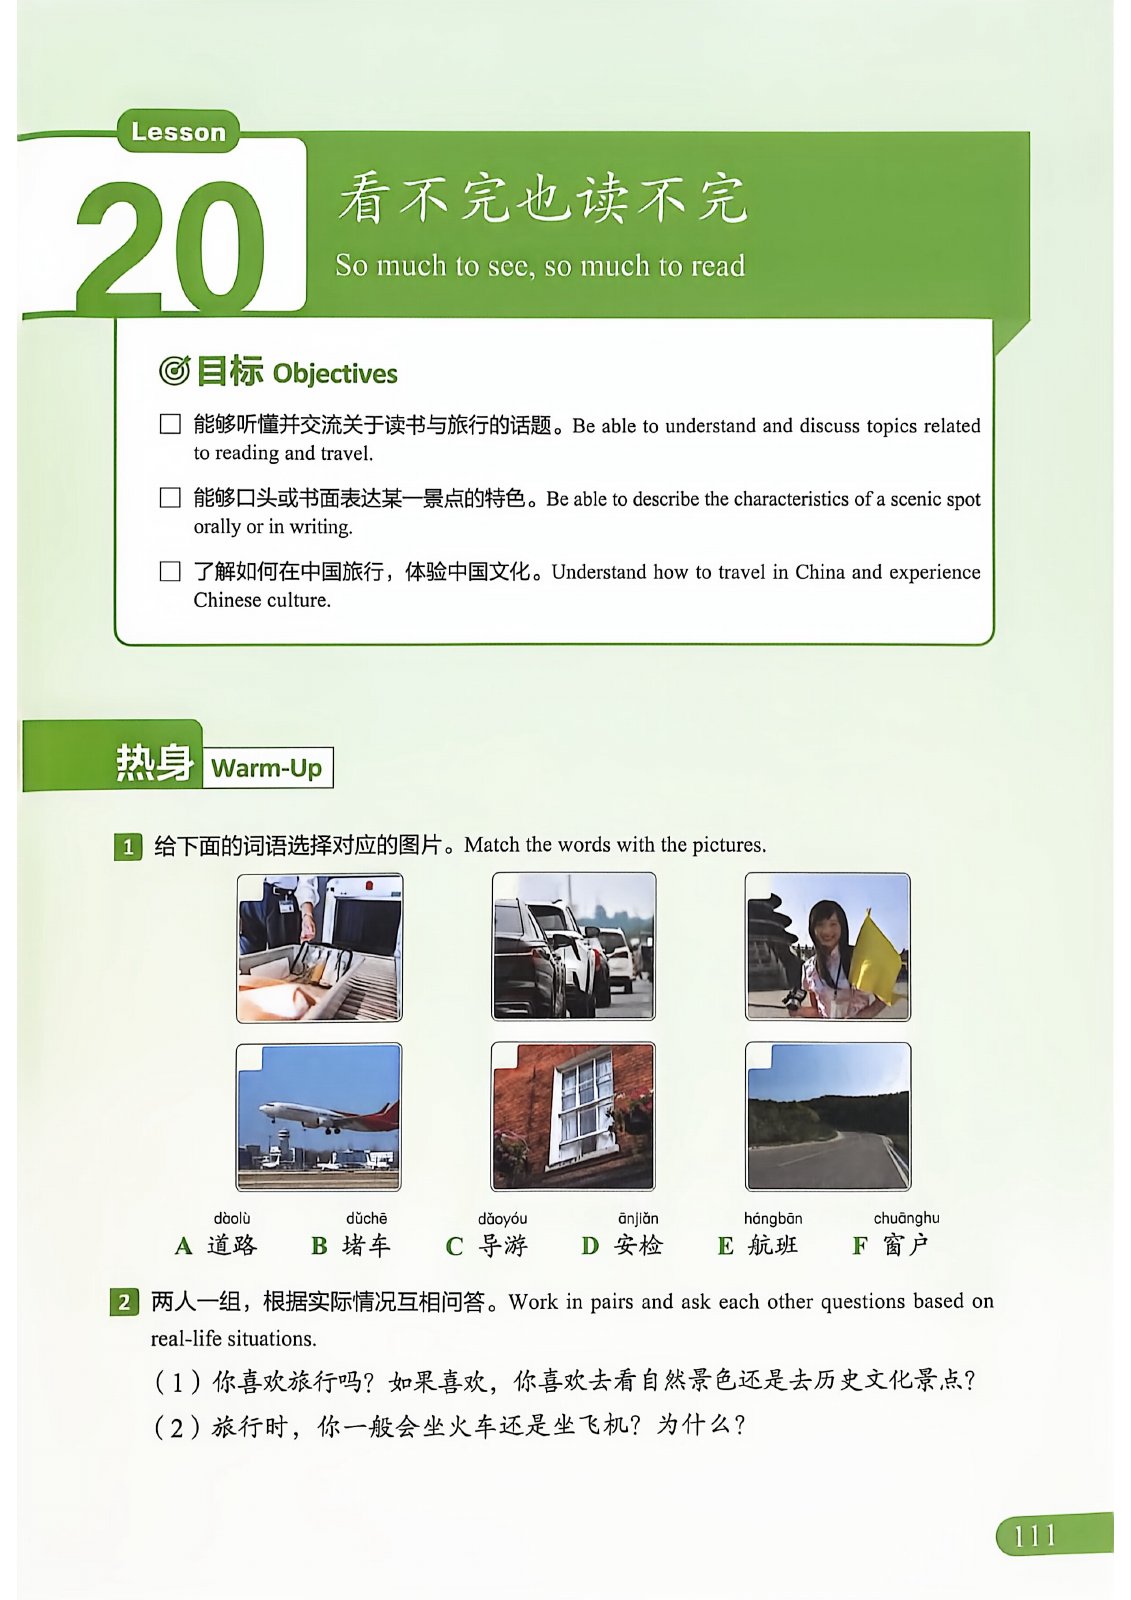 Lesson
20
看不完也读不完
So much to see, so much to read
目标 Objectives
能够听懂并交流关于读书与旅行的话题。Be able to understand and discuss topics related
to reading and travel.
能够口头或书面表达某一景点的特色。Be able to describe the characteristics of a scenic spot
orally or in writing.
了解如何在中国旅行，体验中国文化。Understand how to travel in China and experience
Chinese culture.
热身 Warm-Up
1 给下面的词语选择对应的图片。Match the words with the pictures.
dàolù dǔchē dǎoyóu ānjiǎn hángbān chuānghu
A 道路 B 堵车 C 导游 D 安检 E 航班 F 窗户
2 两人一组，根据实际情况互相问答。Work in pairs and ask each other questions based on
real-life situations.
（1）你喜欢旅行吗？如果喜欢，你喜欢去看自然景色还是去历史文化景点？
（2）旅行时，你一般会坐火车还是坐飞机？为什么？
111